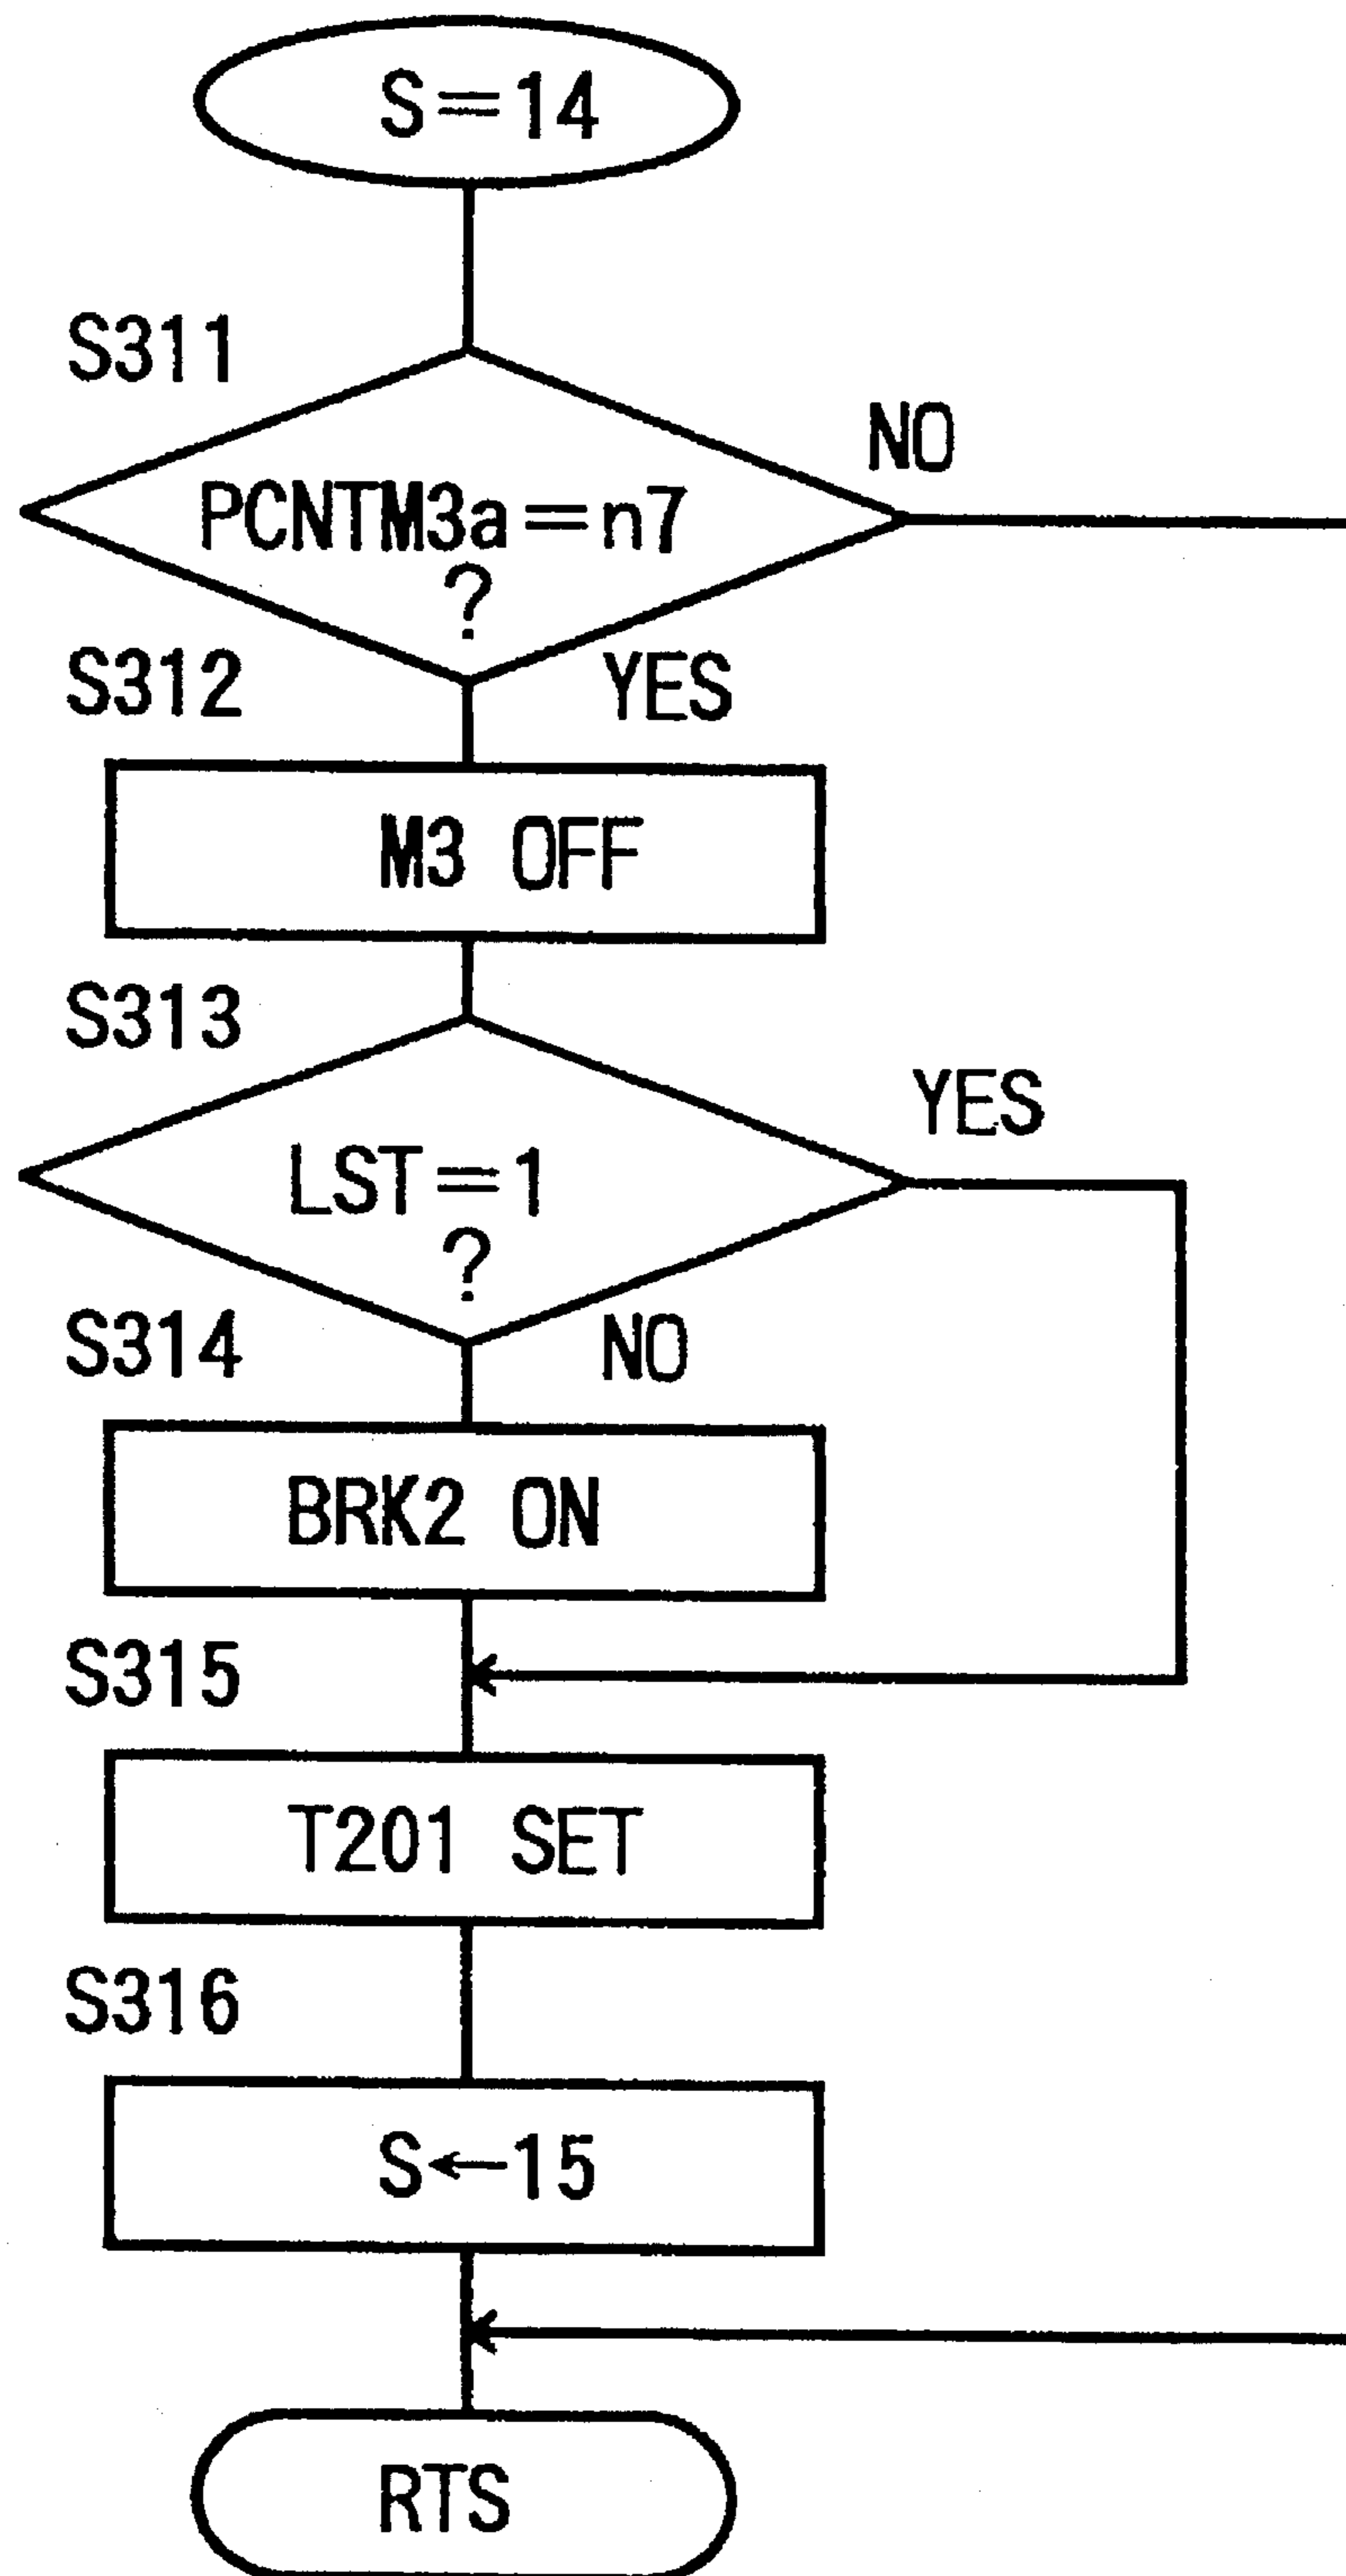 S=14
S311
NO
PCNTM3a=n7
?
S312
YES
M3 OFF
S313
YES
LST=1
?
S314
NO
BRK2 ON
S315
T201 SET
S316
S←15
RTS